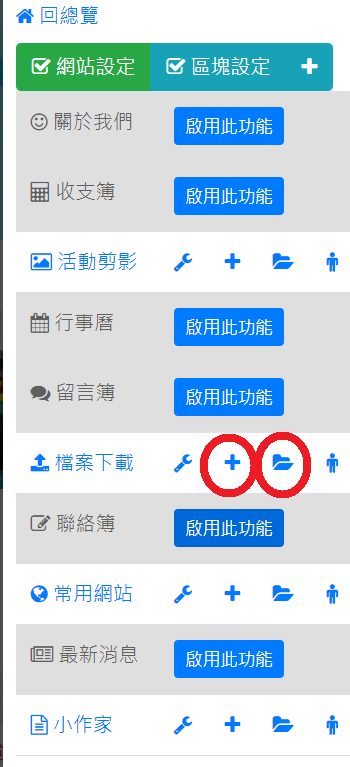 回總覽
網站設定 區塊設定
關於我們 啟用此功能
收支簿 啟用此功能
活動剪影
行事曆 啟用此功能
留言簿 啟用此功能
檔案下載
聯絡簿 啟用此功能
常用網站
最新消息 啟用此功能
小作家